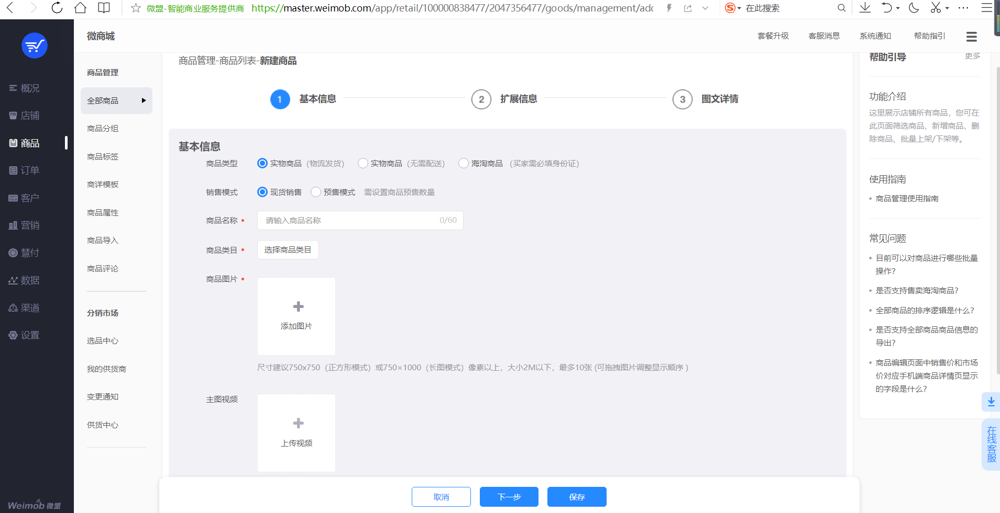 微盟-智能商业服务提供商 https://master.weimob.com/app/retail/100000838477/2047356477/goods/management/add
在此搜索
微商城
套餐升级 客服消息 系统通知 帮助指引
概况
店铺
商品
订单
客户
营销
慧付
数据
渠道
设置
Weimob 微盟
商品管理
全部商品
商品分组
商品标签
商详模板
商品属性
商品导入
商品评论
分销市场
选品中心
我的供货商
变更通知
供货中心
商品管理-商品列表-新建商品
1 基本信息 2 扩展信息 3 图文详情
基本信息
商品类型 实物商品 (物流发货) 实物商品 (无需配送) 海淘商品 (买家需必填身份证)
销售模式 现货销售 预售模式 需设置商品预售数量
商品名称 请输入商品名称 0/60
商品类目 选择商品类目
商品图片
添加图片
尺寸建议750x750（正方形模式）或750×1000（长图模式）像素以上，大小2M以下，最多10张 (可拖拽图片调整显示顺序 )
主图视频
上传视频
取消 下一步 保存
帮助引导 更多
功能介绍
这里展示店铺所有商品，您可在
此页面筛选商品、新增商品、删
除商品、批量上架/下架等。
使用指南
商品管理使用指南
常见问题
目前可以对商品进行哪些批量
操作?
是否支持售卖海淘商品?
全部商品的排序逻辑是什么?
是否支持全部商品商品信息的
导出?
商品编辑页面中销售价和市场
价对应手机端商品详情页显示
的字段是什么?
在线客服